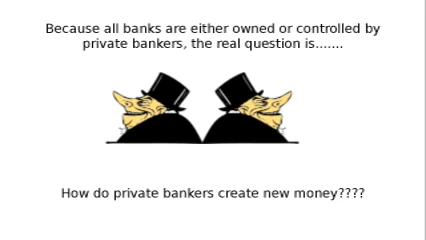 Because all banks are either owned or controlled by
private bankers, the real question is.......
How do private bankers create new money????